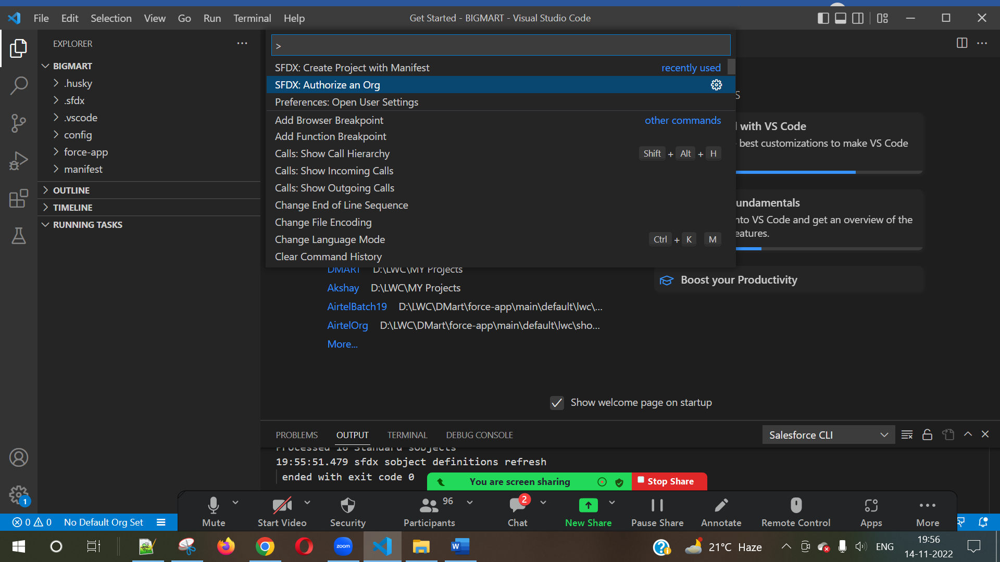 File Edit Selection View Go Run Terminal Help
Get Started - BIGMART - Visual Studio Code
EXPLORER
BIGMART
.husky
.sfdx
.vscode
config
force-app
manifest
OUTLINE
TIMELINE
RUNNING TASKS
>
SFDX: Create Project with Manifest recently used
SFDX: Authorize an Org
Preferences: Open User Settings
Add Browser Breakpoint other commands
Add Function Breakpoint
Calls: Show Call Hierarchy Shift + Alt + H
Calls: Show Incoming Calls
Calls: Show Outgoing Calls
Change End of Line Sequence
Change File Encoding
Change Language Mode Ctrl + K M
Clear Command History
with VS Code
best customizations to make VS Code
undamentals
nto VS Code and get an overview of the
eatures.
Boost your Productivity
DMART D:\LWC\MY Projects
Akshay D:\LWC\MY Projects
AirtelBatch19 D:\LWC\DMart\force-app\main\default\lwc\...
AirtelOrg D:\LWC\DMart\force-app\main\default\lwc\sho...
More...
Show welcome page on startup
PROBLEMS OUTPUT TERMINAL DEBUG CONSOLE
Salesforce CLI
Processed 16 Standard sObjects
19:55:51.479 sfdx sobject definitions refresh
ended with exit code 0
You are screen sharing Stop Share
1
0 0 No Default Org Set
96
2
Mute Start Video Security Participants Chat New Share Pause Share Annotate Remote Control Apps More
zoom
W
21°C Haze
ENG
19:56
14-11-2022